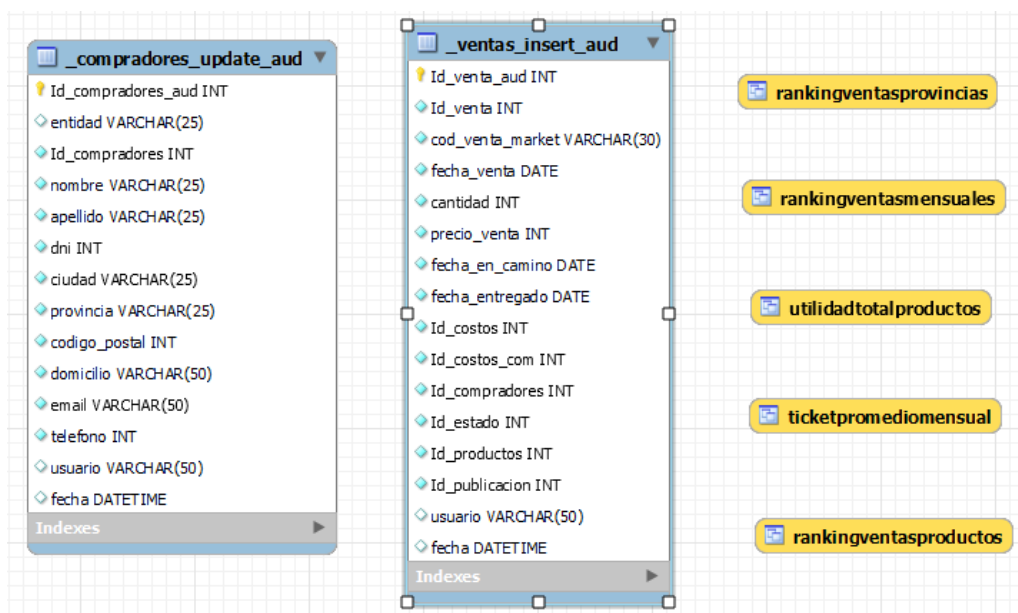 _compradores_update_aud
Id_compradores_aud INT
entidad VARCHAR(25)
Id_compradores INT
nombre VARCHAR(25)
apellido VARCHAR(25)
dni INT
ciudad VARCHAR(25)
provincia VARCHAR(25)
codigo_postal INT
domicilio VARCHAR(50)
email VARCHAR(50)
telefono INT
usuario VARCHAR(50)
fecha DATETIME
Indexes
_ventas_insert_aud
Id_venta_aud INT
Id_venta INT
cod_venta_market VARCHAR(30)
fecha_venta DATE
cantidad INT
precio_venta INT
fecha_en_camino DATE
fecha_entregado DATE
Id_costos INT
Id_costos_com INT
Id_compradores INT
Id_estado INT
Id_productos INT
Id_publicacion INT
usuario VARCHAR(50)
fecha DATETIME
Indexes
rankingventasprovincias
rankingventasmensuales
utilidadtotalproductos
ticketpromediomensual
rankingventasproductos